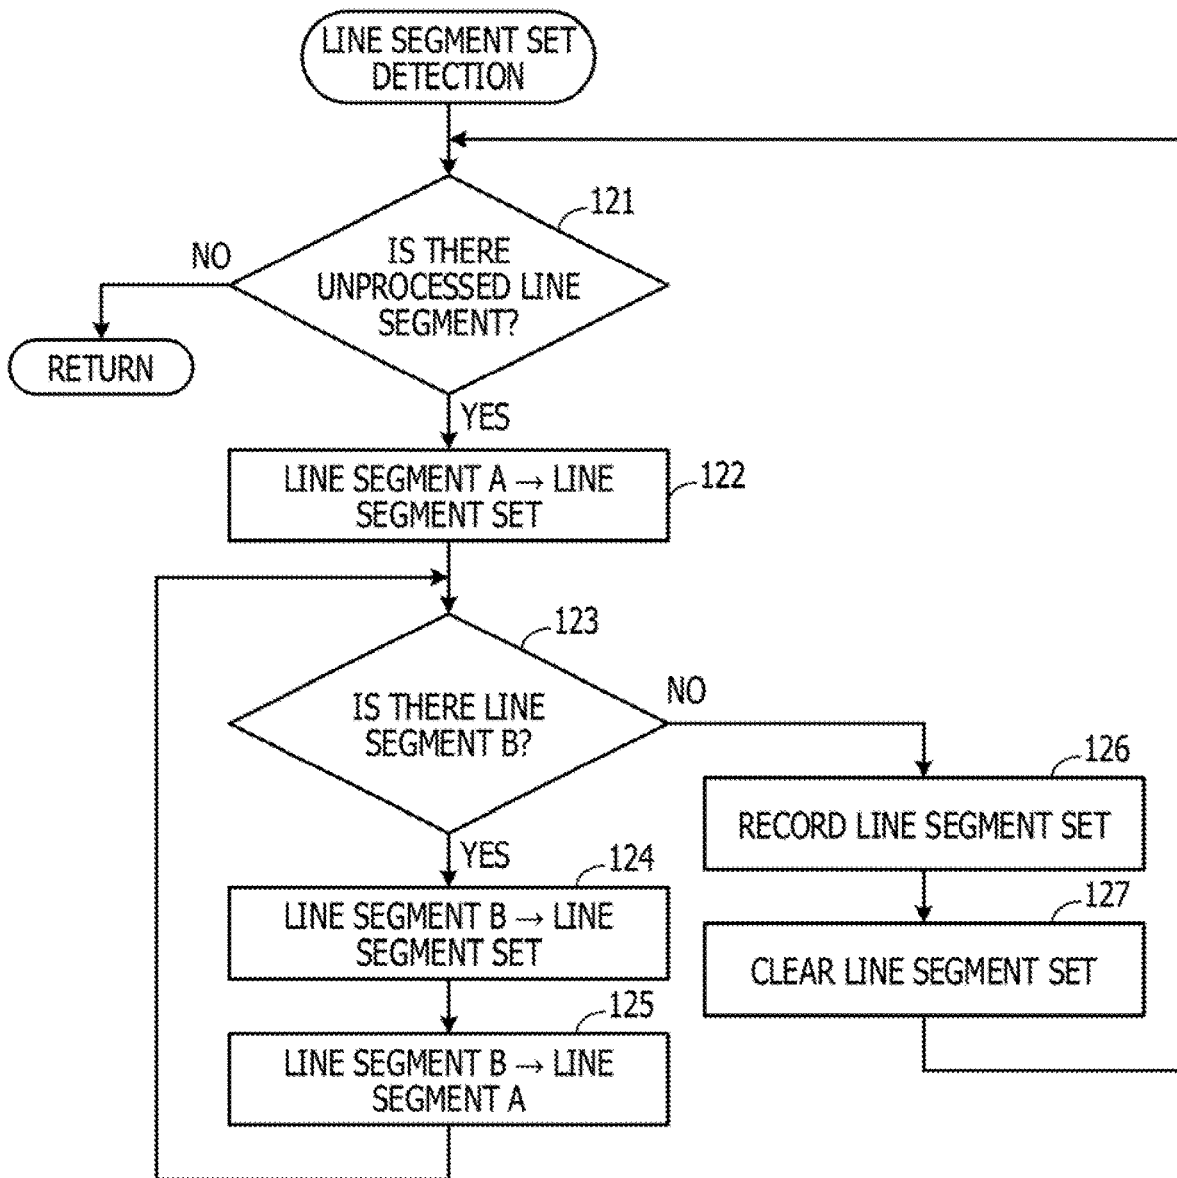 LINE SEGMENT SET
DETECTION
121
IS THERE
UNPROCESSED LINE
SEGMENT?
NO
RETURN
YES
LINE SEGMENT A → LINE
SEGMENT SET
122
123
IS THERE LINE
SEGMENT B?
NO
YES
124
LINE SEGMENT B → LINE
SEGMENT SET
125
LINE SEGMENT B → LINE
SEGMENT A
126
RECORD LINE SEGMENT SET
127
CLEAR LINE SEGMENT SET